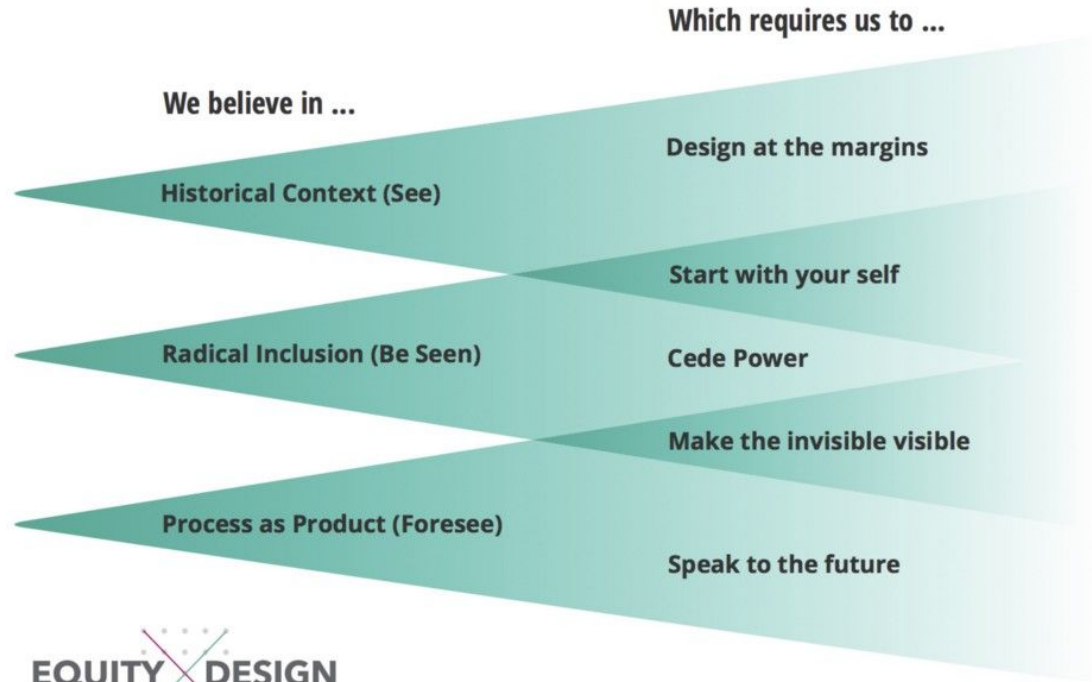 Which requires us to ...
We believe in ...
Design at the margins
Historical Context (See)
Start with your self
Radical Inclusion (Be Seen)
Cede Power
Make the invisible visible
Process as Product (Foresee)
Speak to the future
EQUITY X DESIGN